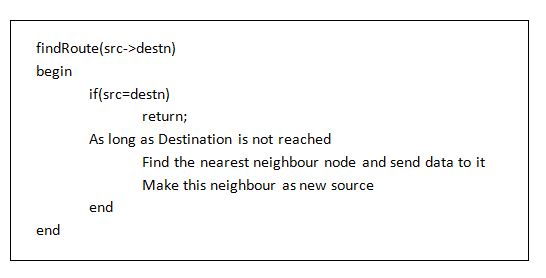 findRoute(src->destn)
begin
if(src=destn)
return;
As long as Destination is not reached
Find the nearest neighbour node and send data to it
Make this neighbour as new source
end
end